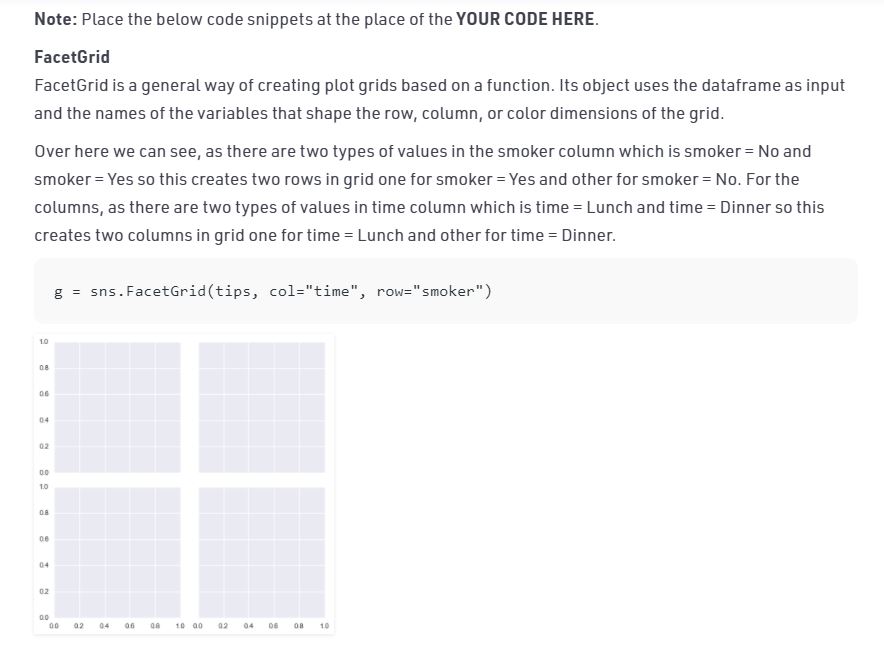 Note: Place the below code snippets at the place of the YOUR CODE HERE.
FacetGrid
FacetGrid is a general way of creating plot grids based on a function. Its object uses the dataframe as input
and the names of the variables that shape the row, column, or color dimensions of the grid.
Over here we can see, as there are two types of values in the smoker column which is smoker = No and
smoker = Yes so this creates two rows in grid one for smoker = Yes and other for smoker = No. For the
columns, as there are two types of values in time column which is time = Lunch and time = Dinner so this
creates two columns in grid one for time = Lunch and other for time = Dinner.
g = sns.FacetGrid(tips, col="time", row="smoker")
1.0
0.8
0.6
0.4
0.2
0.0
1.0
0.8
0.6
0.4
0.2
0.0
0.0 0.2 0.4 0.6 0.8 1.0 0.0 0.2 0.4 0.6 0.8 1.0